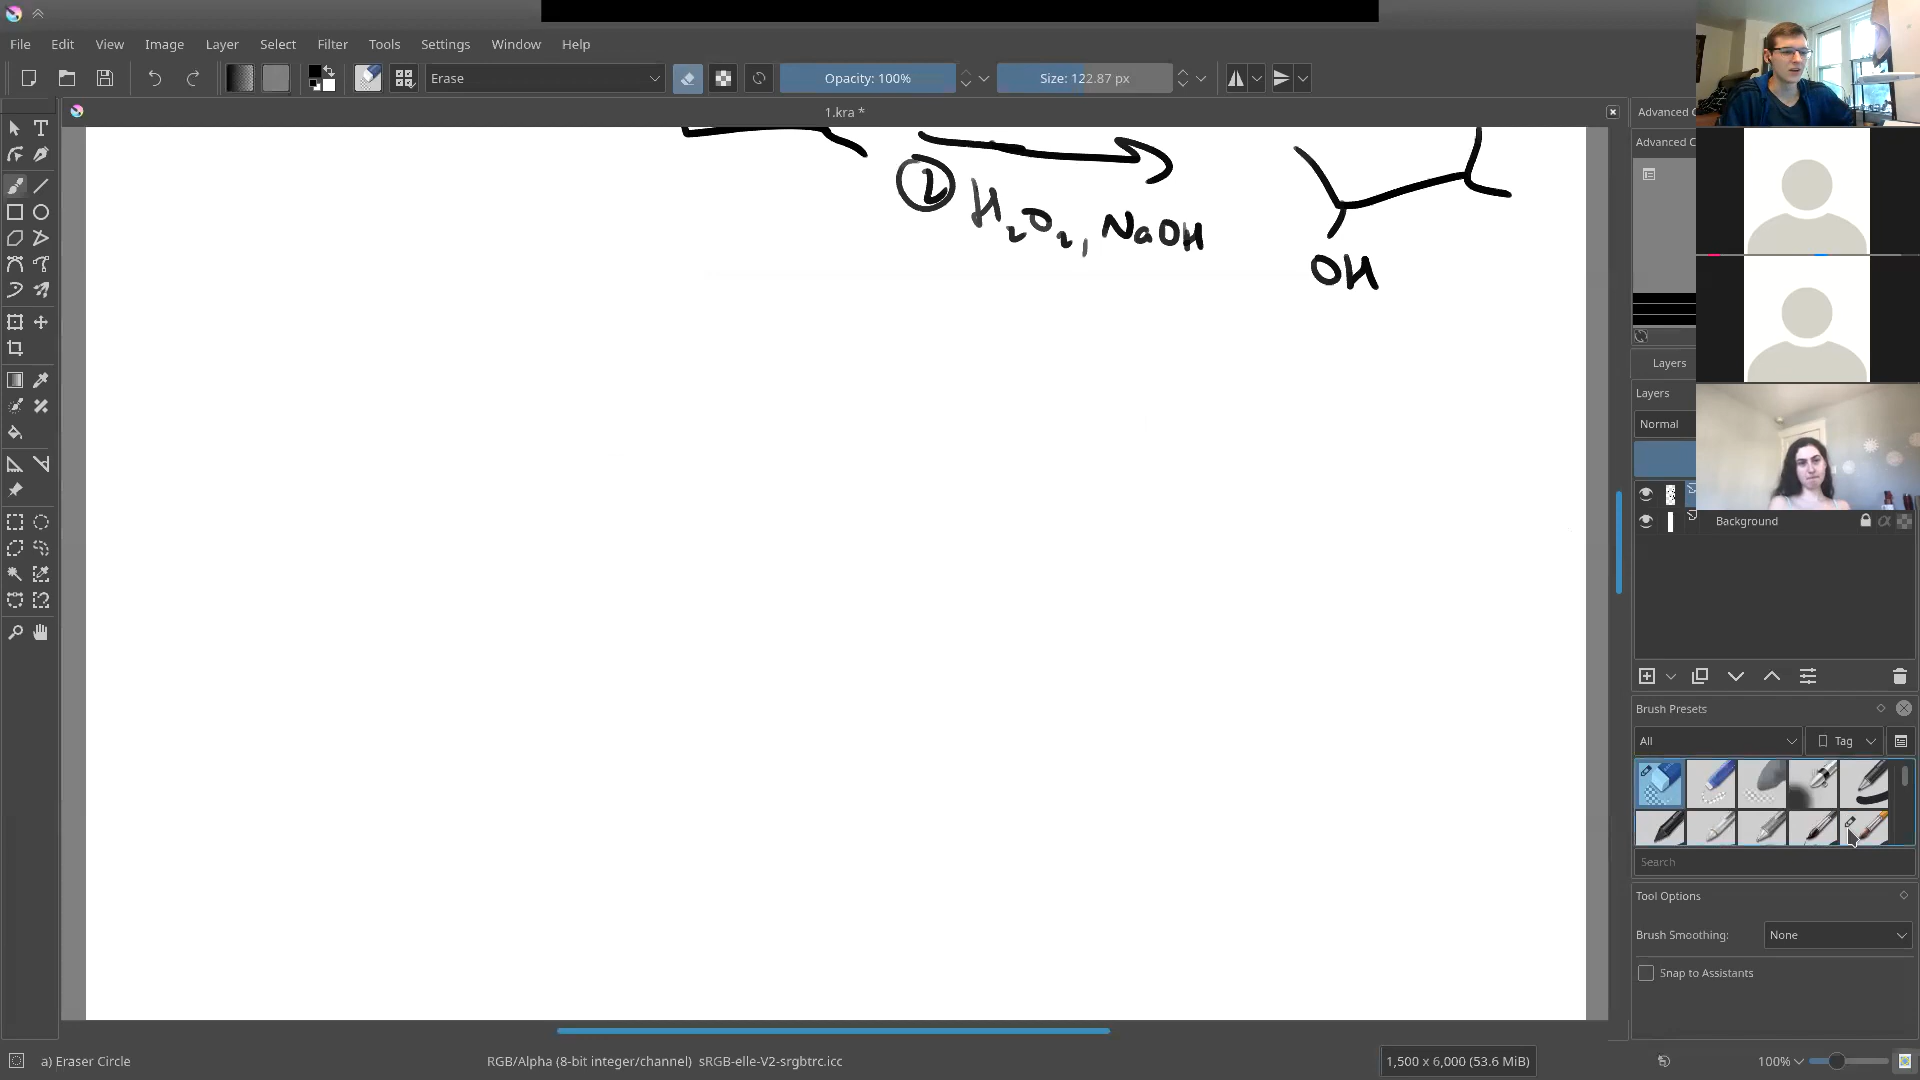 File Edit View Image Layer Select Filter Tools Settings Window Help
Erase Opacity: 100% Size: 122.87 px
1.kra *
Advanced C
Advanced C
② H₂O₂, NaOH
OH
Layers
Layers
Normal
Background
Brush Presets
All Tag
Search
Tool Options
Brush Smoothing: None
Snap to Assistants
a) Eraser Circle RGB/Alpha (8-bit integer/channel) sRGB-elle-V2-srgbtrc.icc 1,500 x 6,000 (53.6 MiB) 100%